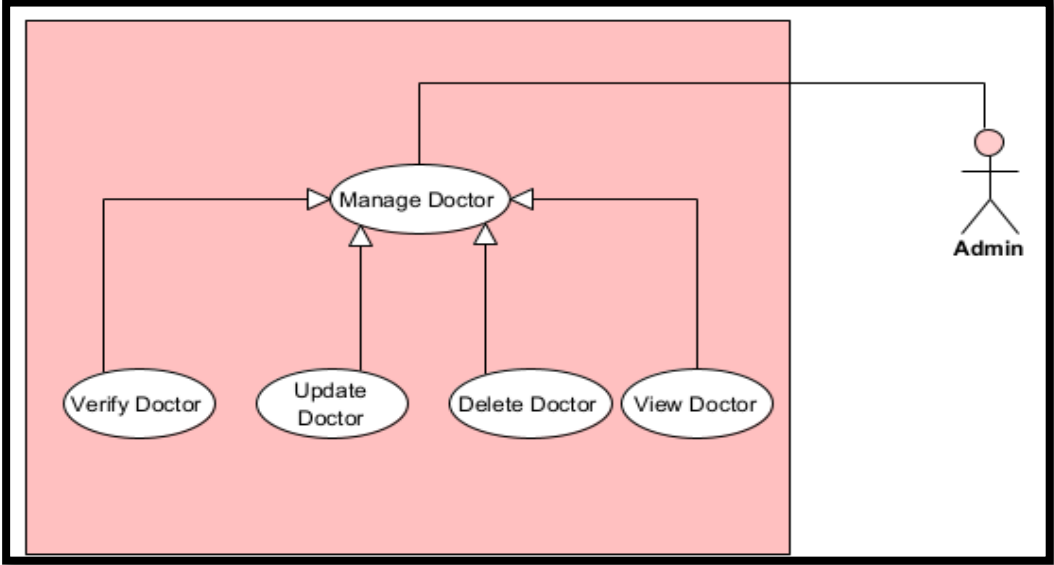 Manage Doctor
Admin
Verify Doctor
Update
Doctor
Delete Doctor
View Doctor